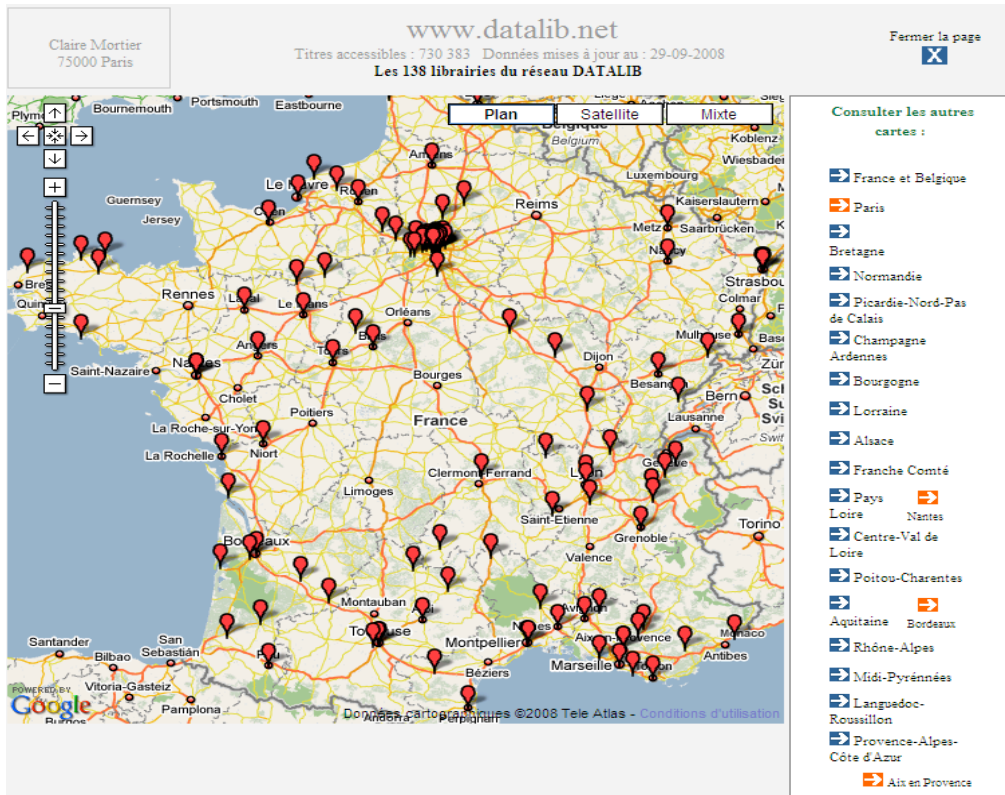 Claire Mortier
75000 Paris
www.datalib.net
Titres accessibles : 730 383 Données mises à jour au : 29-09-2008
Les 138 librairies du réseau DATALIB
Fermer la page
X
Plan
Satellite
Mixte
Bournemouth
Portsmouth
Eastbourne
Belgium
Koblenz
Wiesbaden
Luxembourg
Guernsey
Jersey
Amiens
Le Havre
Rouen
Caen
Reims
Kaiserslautern
Metz
Saarbrücken
Nancy
Strasbou
Colmar
Rennes
Laval
Le Mans
Orléans
Blois
Mulhouse
Saint-Nazaire
Nantes
Angers
Tours
Dijon
Besançon
Bourges
Bern
Cholet
Poitiers
France
Lausanne
La Roche-sur-Yon
La Rochelle
Niort
Clermont-Ferrand
Lyon
Genève
Limoges
Saint-Etienne
Grenoble
Torino
Bordeaux
Valence
Montauban
Albi
Avignon
Nîmes
Toulouse
Montpellier
Aix-en-Provence
Monaco
Antibes
Marseille
Toulon
Béziers
Santander
Bilbao
San
Sebastián
Pau
Vitoria-Gasteiz
Pamplona
Burgos
Andorra
Perpignan
POWERED BY
Google
Données cartographiques ©2008 Tele Atlas - Conditions d'utilisation
Consulter les autres
cartes :
France et Belgique
Paris
Bretagne
Normandie
Picardie-Nord-Pas
de Calais
Champagne
Ardennes
Bourgogne
Lorraine
Alsace
Franche Comté
Pays
Loire
Nantes
Centre-Val de
Loire
Poitou-Charentes
Aquitaine
Bordeaux
Rhône-Alpes
Midi-Pyrénnées
Languedoc-
Roussillon
Provence-Alpes-
Côte d'Azur
Aix en Provence